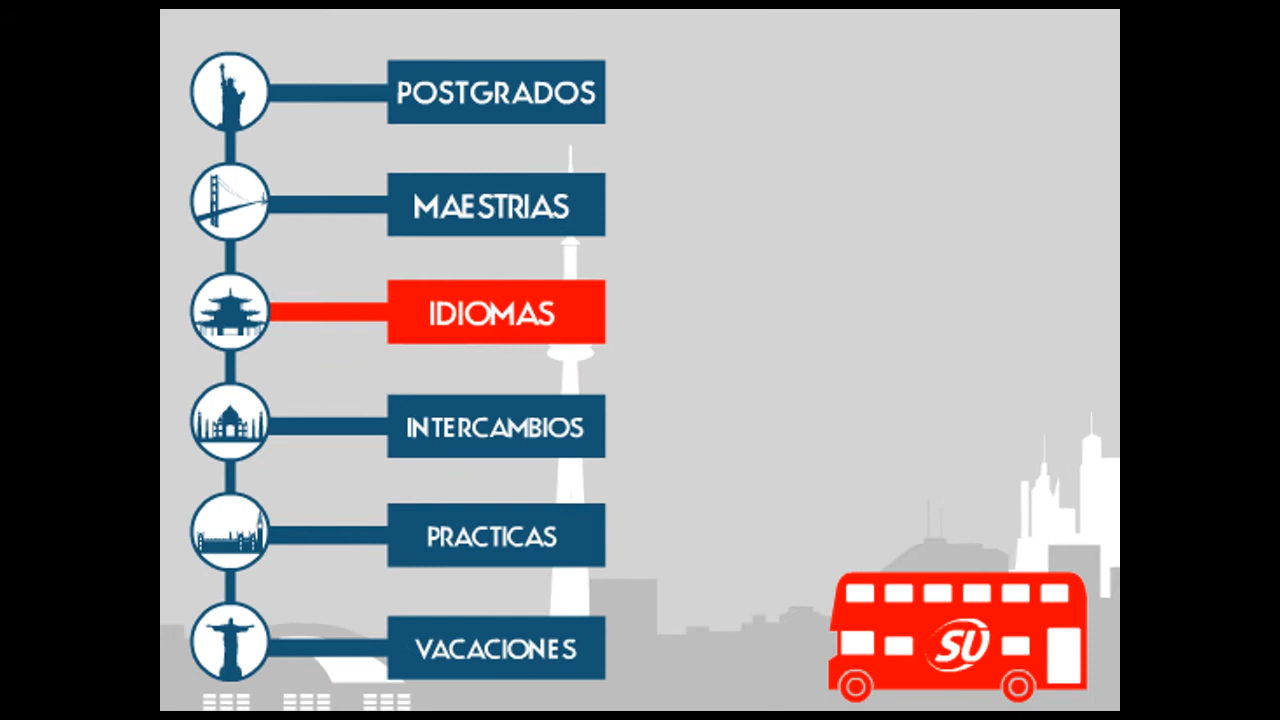 POSTGRADOS
MAESTRIAS
IDIOMAS
INTERCAMBIOS
PRACTICAS
VACACIONES
SU